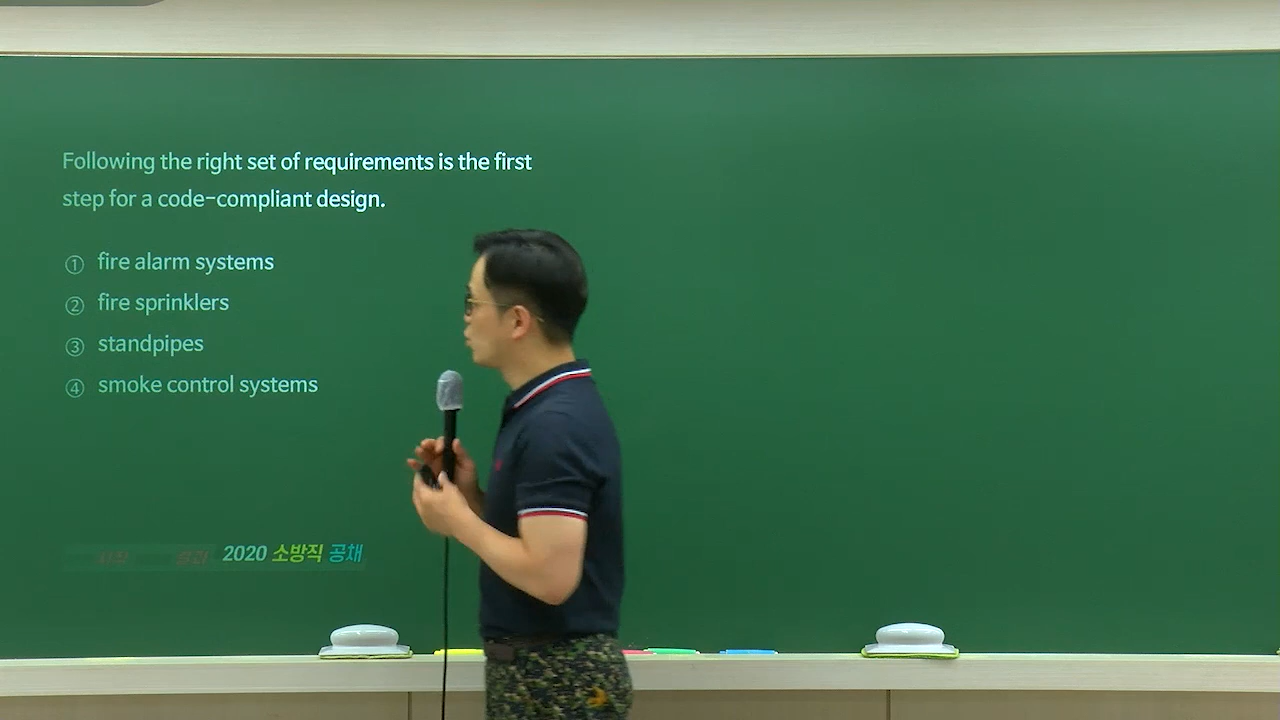 Following the right set of requirements is the first
step for a code-compliant design.
① fire alarm systems
② fire sprinklers
③ standpipes
④ smoke control systems
2020 소방직 공채